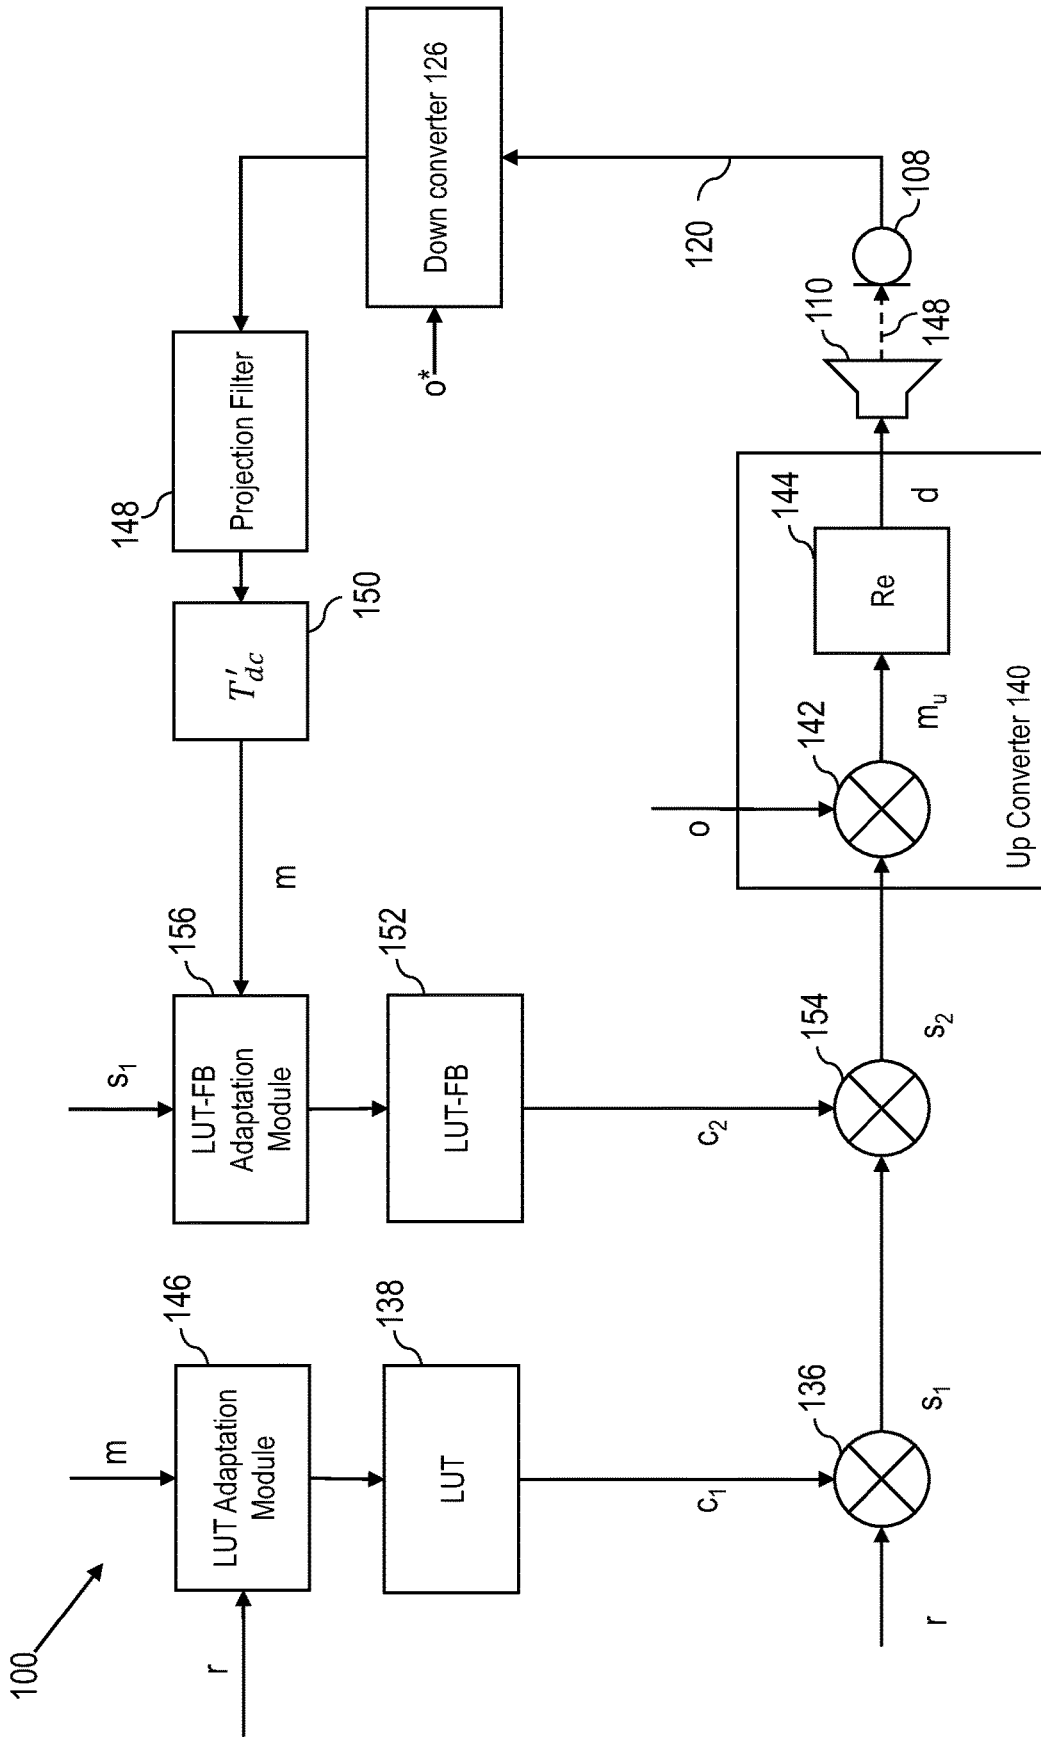 100
r
m
LUT Adaptation
Module
146
LUT
138
c₁
r
136
s₁
s₁
LUT-FB
Adaptation
Module
156
LUT-FB
152
c₂
154
s₂
m
T'dc
150
Projection Filter
148
Down converter 126
o*
120
o
142
mᵤ
Re
144
d
Up Converter 140
110
148
108